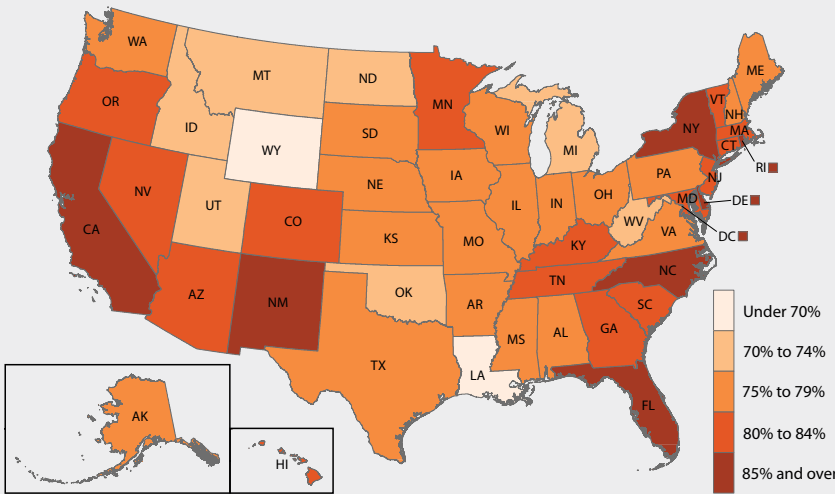 WA
OR
CA
NV
ID
MT
WY
UT
AZ
CO
NM
ND
SD
NE
KS
OK
TX
MN
IA
MO
AR
LA
WI
IL
MI
IN
OH
KY
TN
MS
AL
GA
FL
SC
NC
VA
WV
PA
NY
VT
NH
ME
MA
CT
RI
NJ
DE
MD
DC
AK
HI
Under 70%
70% to 74%
75% to 79%
80% to 84%
85% and over